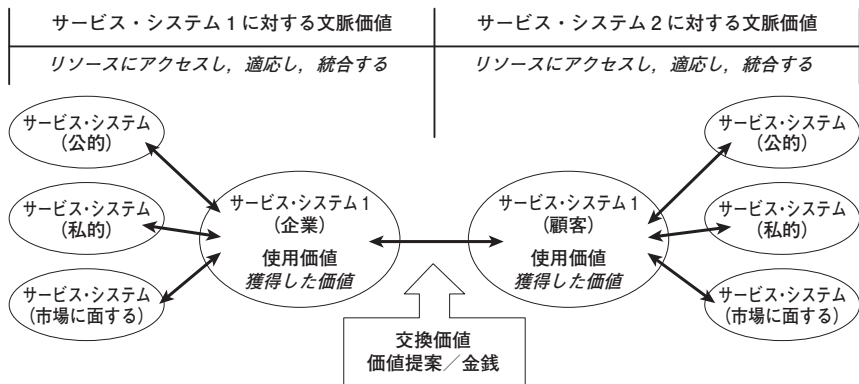 サービス・システム1に対する文脈価値
サービス・システム2に対する文脈価値
リソースにアクセスし，適応し，統合する
リソースにアクセスし，適応し，統合する
サービス・システム
（公的）
サービス・システム
（私的）
サービス・システム
（市場に面する）
サービス・システム1
（企業）
使用価値
獲得した価値
サービス・システム1
（顧客）
使用価値
獲得した価値
サービス・システム
（公的）
サービス・システム
（私的）
サービス・システム
（市場に面する）
交換価値
価値提案／金銭